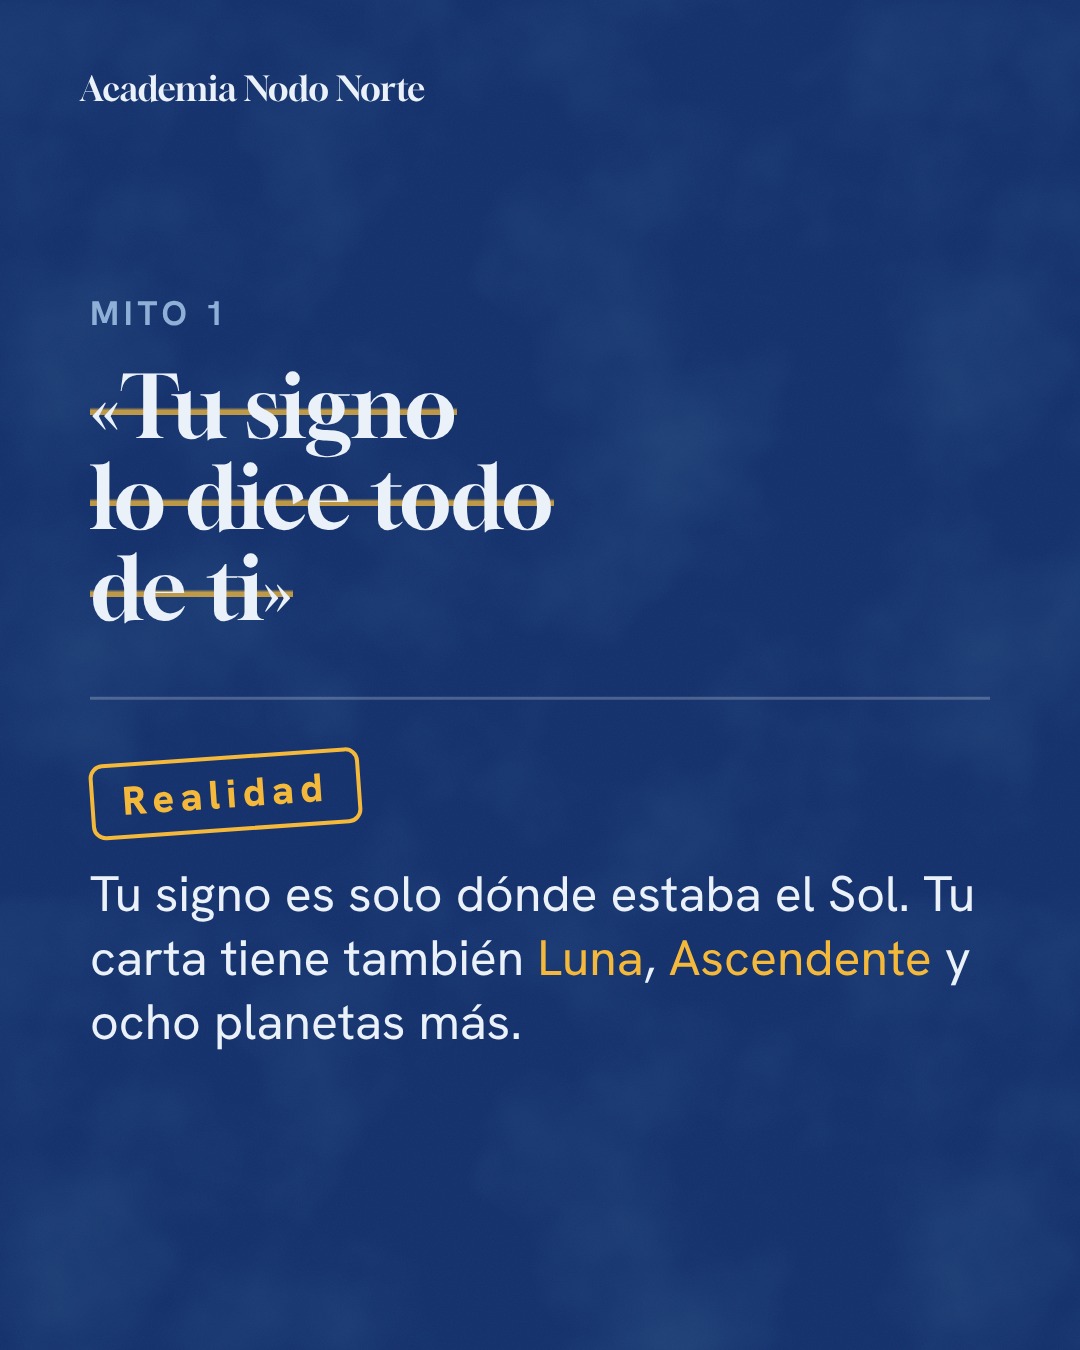 Academia Nodo Norte
MITO 1
«Tu signo
lo dice todo
de ti»
Realidad
Tu signo es solo dónde estaba el Sol. Tu
carta tiene también Luna, Ascendente y
ocho planetas más.